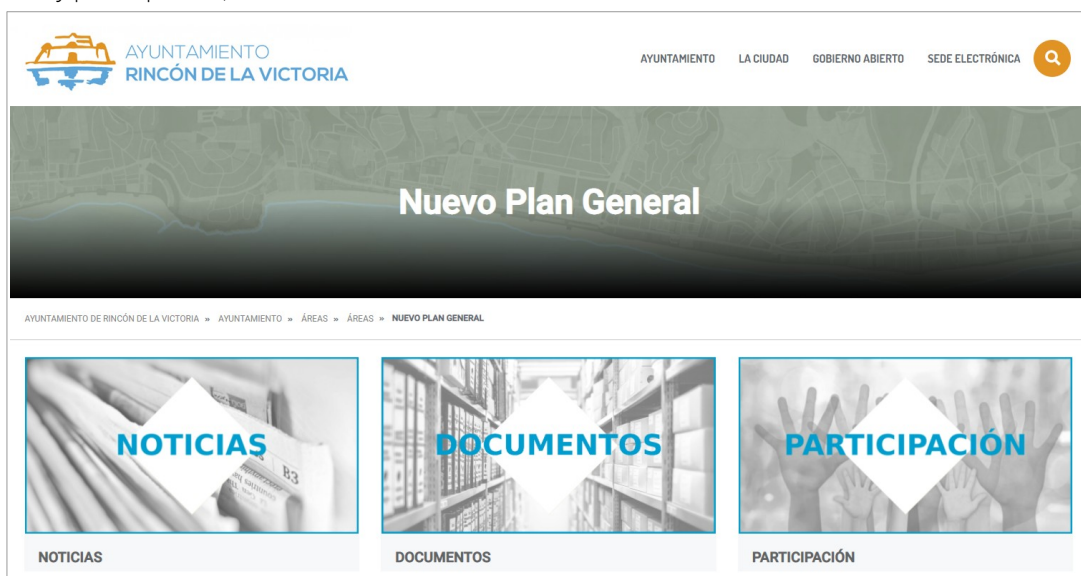 AYUNTAMIENTO
RINCÓN DE LA VICTORIA
AYUNTAMIENTO LA CIUDAD GOBIERNO ABIERTO SEDE ELECTRÓNICA
Nuevo Plan General
AYUNTAMIENTO DE RINCÓN DE LA VICTORIA » AYUNTAMIENTO » ÁREAS » ÁREAS » NUEVO PLAN GENERAL
NOTICIAS
B3
DOCUMENTOS
PARTICIPACIÓN
NOTICIAS
DOCUMENTOS
PARTICIPACIÓN